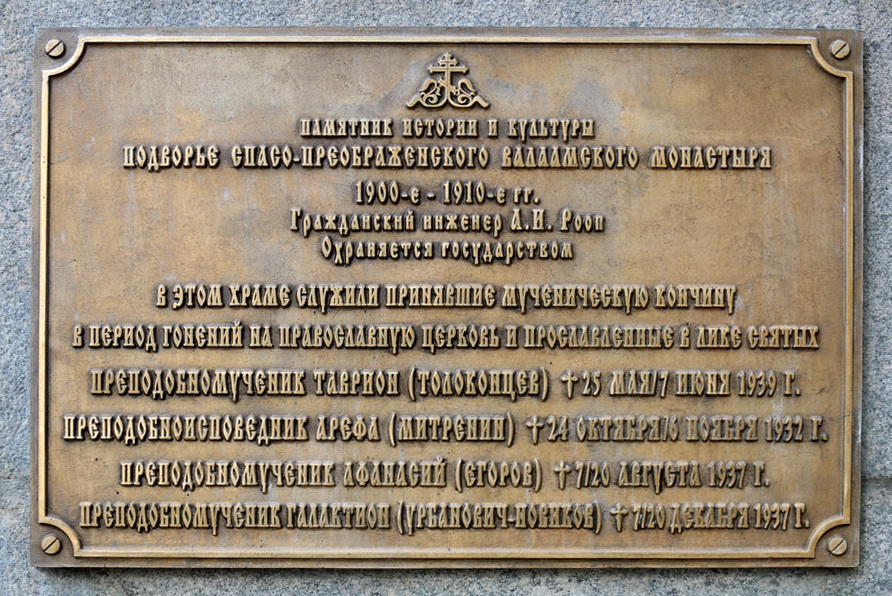 ПАМЯТНИК ИСТОРИИ И КУЛЬТУРЫ
ПОДВОРЬЕ СПАСО-ПРЕОБРАЖЕНСКОГО ВАЛААМСКОГО МОНАСТЫРЯ
1900-е - 1910-е гг.
Гражданский инженер А.И. Рооп
Охраняется государством
В ЭТОМ ХРАМЕ СЛУЖИЛИ ПРИНЯВШИЕ МУЧЕНИЧЕСКУЮ КОНЧИНУ
В ПЕРИОД ГОНЕНИЙ НА ПРАВОСЛАВНУЮ ЦЕРКОВЬ И ПРОСЛАВЛЕННЫЕ В ЛИКЕ СВЯТЫХ
ПРЕПОДОБНОМУЧЕНИК ТАВРИОН (ТОЛОКОНЦЕВ) ✝ 25 МАЯ/7 ИЮНЯ 1939 Г.
ПРЕПОДОБНОИСПОВЕДНИК АРЕФА (МИТРЕНИН) ✝ 24 ОКТЯБРЯ/6 НОЯБРЯ 1932 Г.
ПРЕПОДОБНОМУЧЕНИК АФАНАСИЙ (ЕГОРОВ) ✝ 7/20 АВГУСТА 1937 Г.
ПРЕПОДОБНОМУЧЕНИК ГАЛАКТИОН (УРБАНОВИЧ-НОВИКОВ) ✝ 7/20 ДЕКАБРЯ 1937 Г.